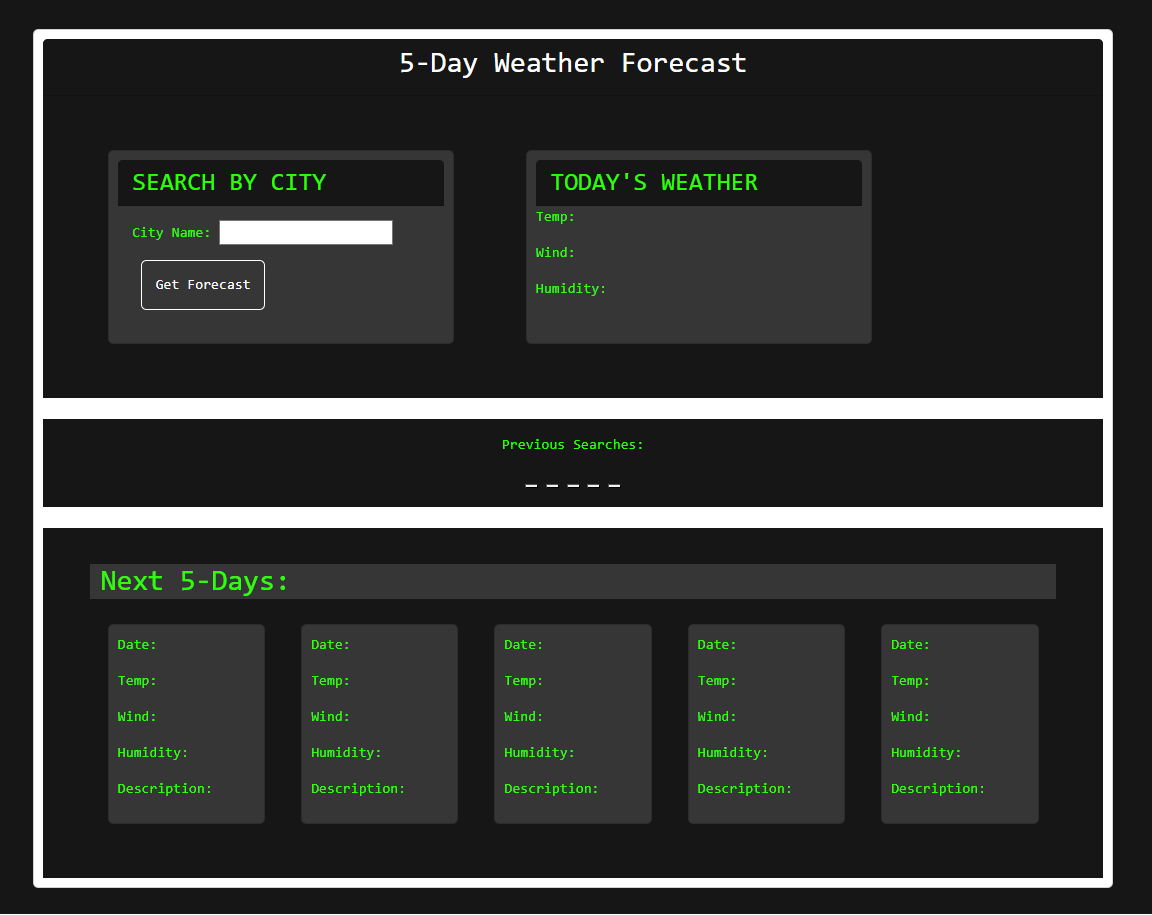 5-Day Weather Forecast
SEARCH BY CITY
City Name:
Get Forecast
TODAY'S WEATHER
Temp:
Wind:
Humidity:
Previous Searches:
Next 5-Days:
Date:
Temp:
Wind:
Humidity:
Description:
Date:
Temp:
Wind:
Humidity:
Description:
Date:
Temp:
Wind:
Humidity:
Description:
Date:
Temp:
Wind:
Humidity:
Description:
Date:
Temp:
Wind:
Humidity:
Description: